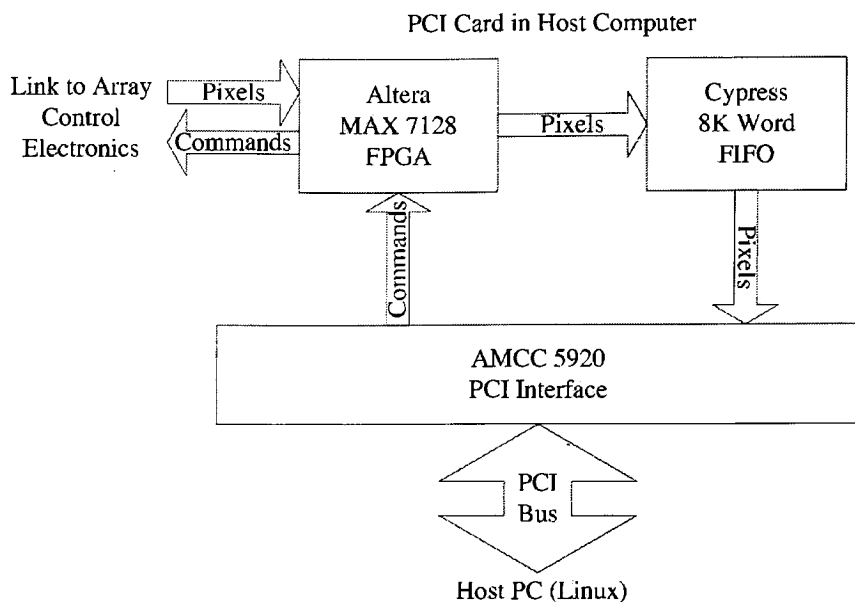 PCI Card in Host Computer
Link to Array
Control
Electronics
Pixels
Commands
Altera
MAX 7128
FPGA
Pixels
Cypress
8K Word
FIFO
Commands
Pixels
AMCC 5920
PCI Interface
PCI
Bus
Host PC (Linux)